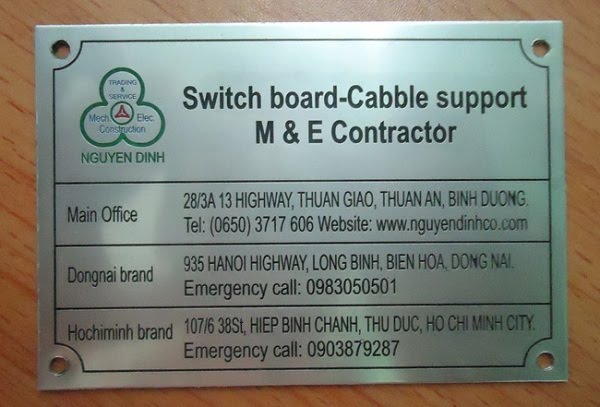 TRADING
&
SERVICE
Mech. Elec.
Construction
NGUYEN DINH
Switch board-Cabble support
M & E Contractor
Main Office
28/3A 13 HIGHWAY, THUAN GIAO, THUAN AN, BINH DUONG.
Tel: (0650) 3717 606 Website: www.nguyendinhco.com
Dongnai brand
935 HANOI HIGHWAY, LONG BINH, BIEN HOA, DONG NAI.
Emergency call: 0983050501
Hochiminh brand
107/6 38St, HIEP BINH CHANH, THU DUC, HO CHI MINH CITY.
Emergency call: 0903879287